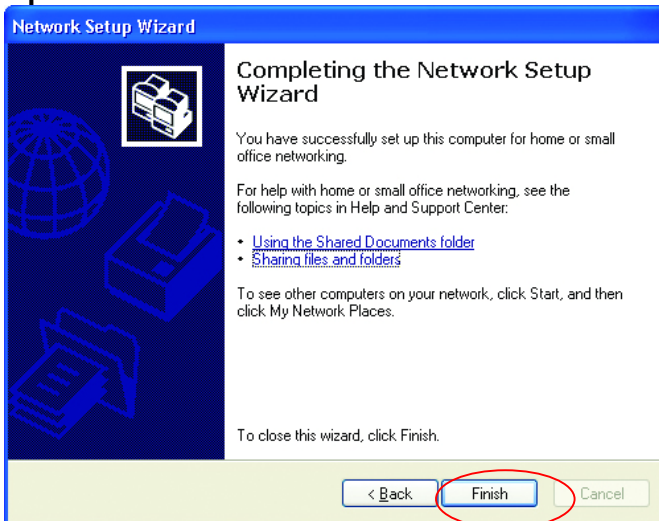 Network Setup Wizard
Completing the Network Setup
Wizard
You have successfully set up this computer for home or small
office networking.
For help with home or small office networking, see the
following topics in Help and Support Center:
• Using the Shared Documents folder
• Sharing files and folders
To see other computers on your network, click Start, and then
click My Network Places.
To close this wizard, click Finish.
< Back Finish Cancel